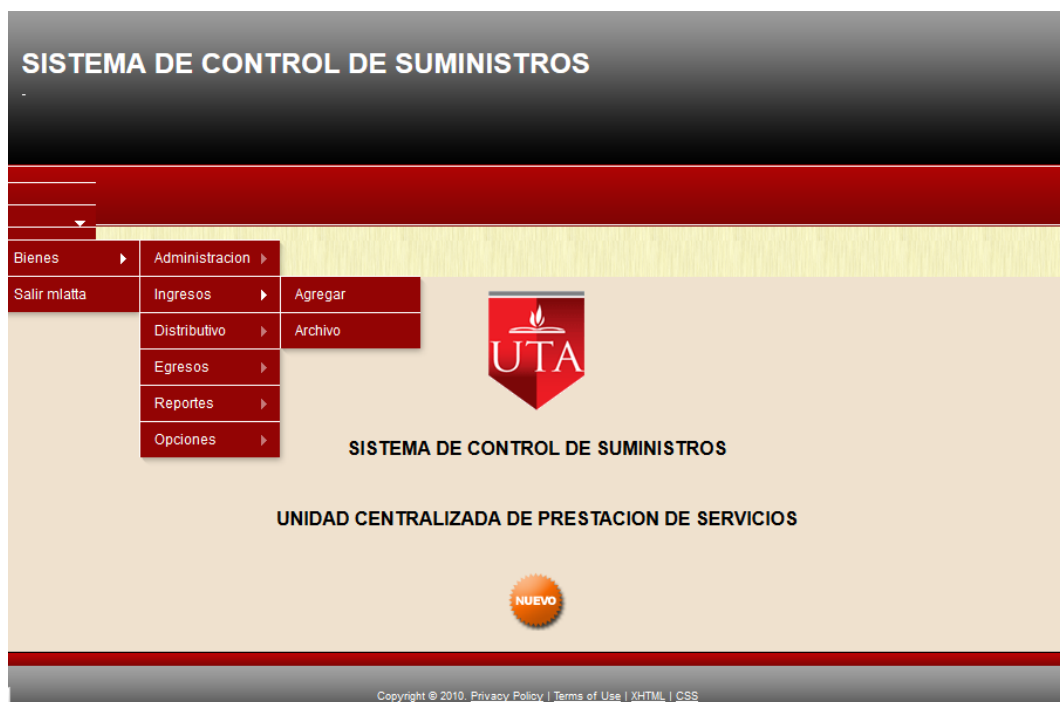 SISTEMA DE CONTROL DE SUMINISTROS
-
Bienes
Salir mlatta
Administracion
Ingresos
Distributivo
Egresos
Reportes
Opciones
Agregar
Archivo
UTA
SISTEMA DE CONTROL DE SUMINISTROS
UNIDAD CENTRALIZADA DE PRESTACION DE SERVICIOS
NUEVO
Copyright © 2010. Privacy Policy | Terms of Use | XHTML | CSS